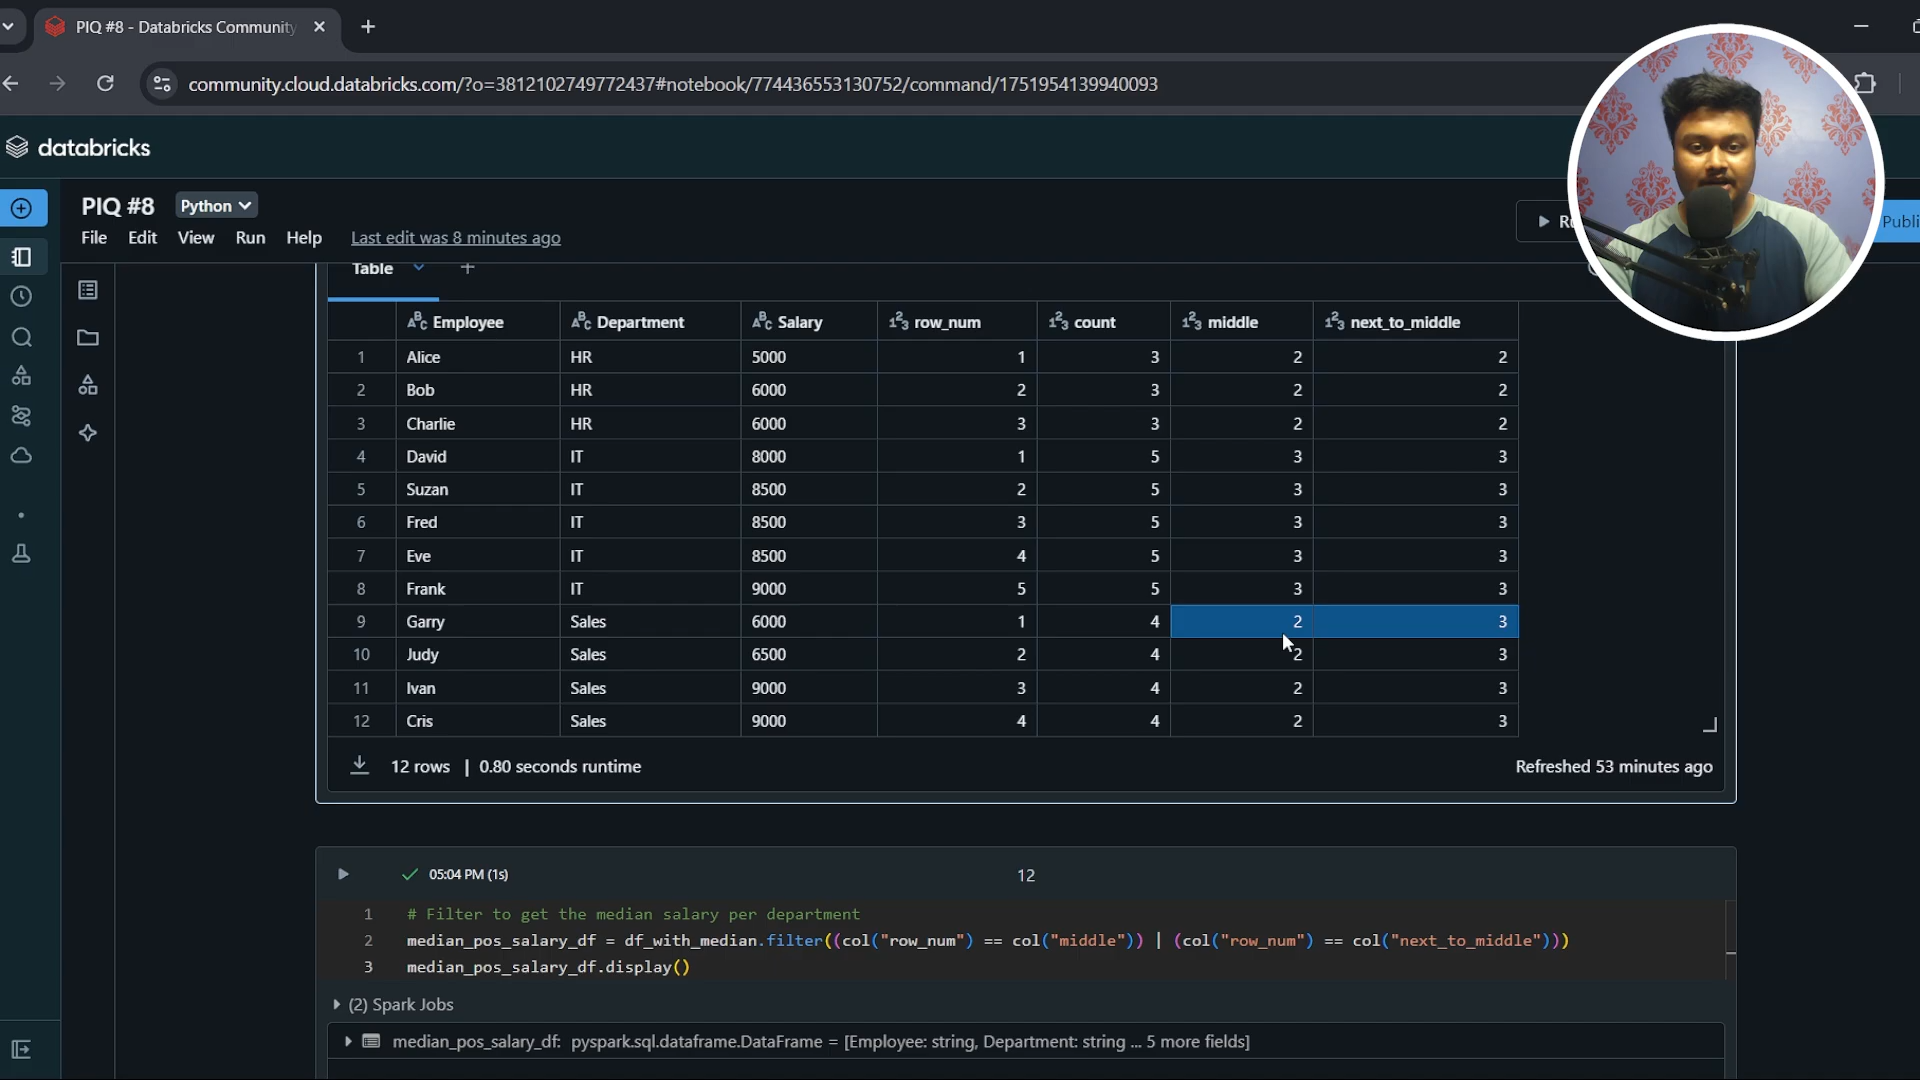 PIQ #8 - Databricks Community
community.cloud.databricks.com/?o=3812102749772437#notebook/774436553130752/command/1751954139940093
databricks
PIQ #8 Python
File Edit View Run Help Last edit was 8 minutes ago
Publi
Table
Employee Department Salary row_num count middle next_to_middle
1 Alice HR 5000 1 3 2 2
2 Bob HR 6000 2 3 2 2
3 Charlie HR 6000 3 3 2 2
4 David IT 8000 1 5 3 3
5 Suzan IT 8500 2 5 3 3
6 Fred IT 8500 3 5 3 3
7 Eve IT 8500 4 5 3 3
8 Frank IT 9000 5 5 3 3
9 Garry Sales 6000 1 4 2 3
10 Judy Sales 6500 2 4 2 3
11 Ivan Sales 9000 3 4 2 3
12 Cris Sales 9000 4 4 2 3
12 rows | 0.80 seconds runtime Refreshed 53 minutes ago
05:04 PM (1s) 12
1 # Filter to get the median salary per department
2 median_pos_salary_df = df_with_median.filter((col("row_num") == col("middle")) | (col("row_num") == col("next_to_middle")))
3 median_pos_salary_df.display()
(2) Spark Jobs
median_pos_salary_df: pyspark.sql.dataframe.DataFrame = [Employee: string, Department: string ... 5 more fields]